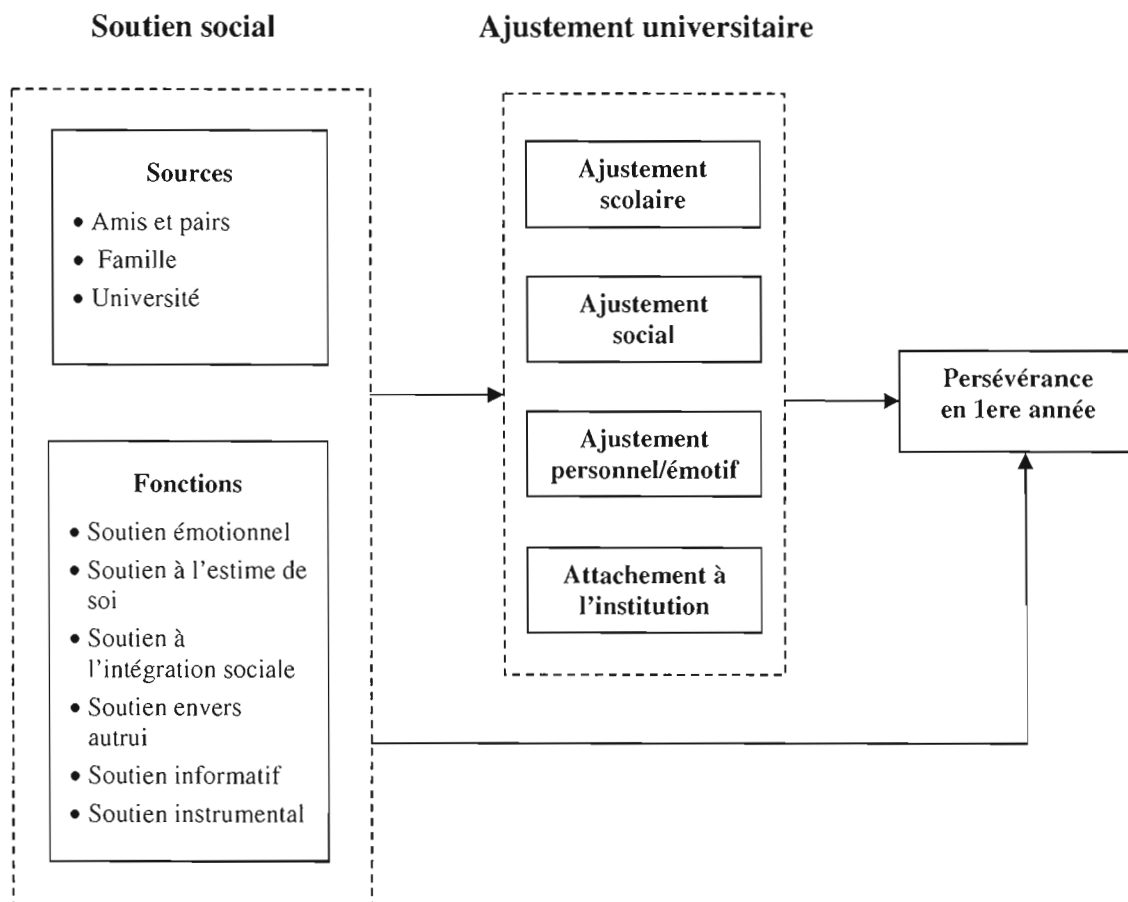 Soutien social
Ajustement universitaire
Sources
• Amis et pairs
• Famille
• Université
Fonctions
• Soutien émotionnel
• Soutien à l'estime de
soi
• Soutien à
l'intégration sociale
• Soutien envers
autrui
• Soutien informatif
• Soutien instrumental
Ajustement
scolaire
Ajustement
social
Ajustement
personnel/émotif
Attachement à
l'institution
Persévérance
en 1ere année